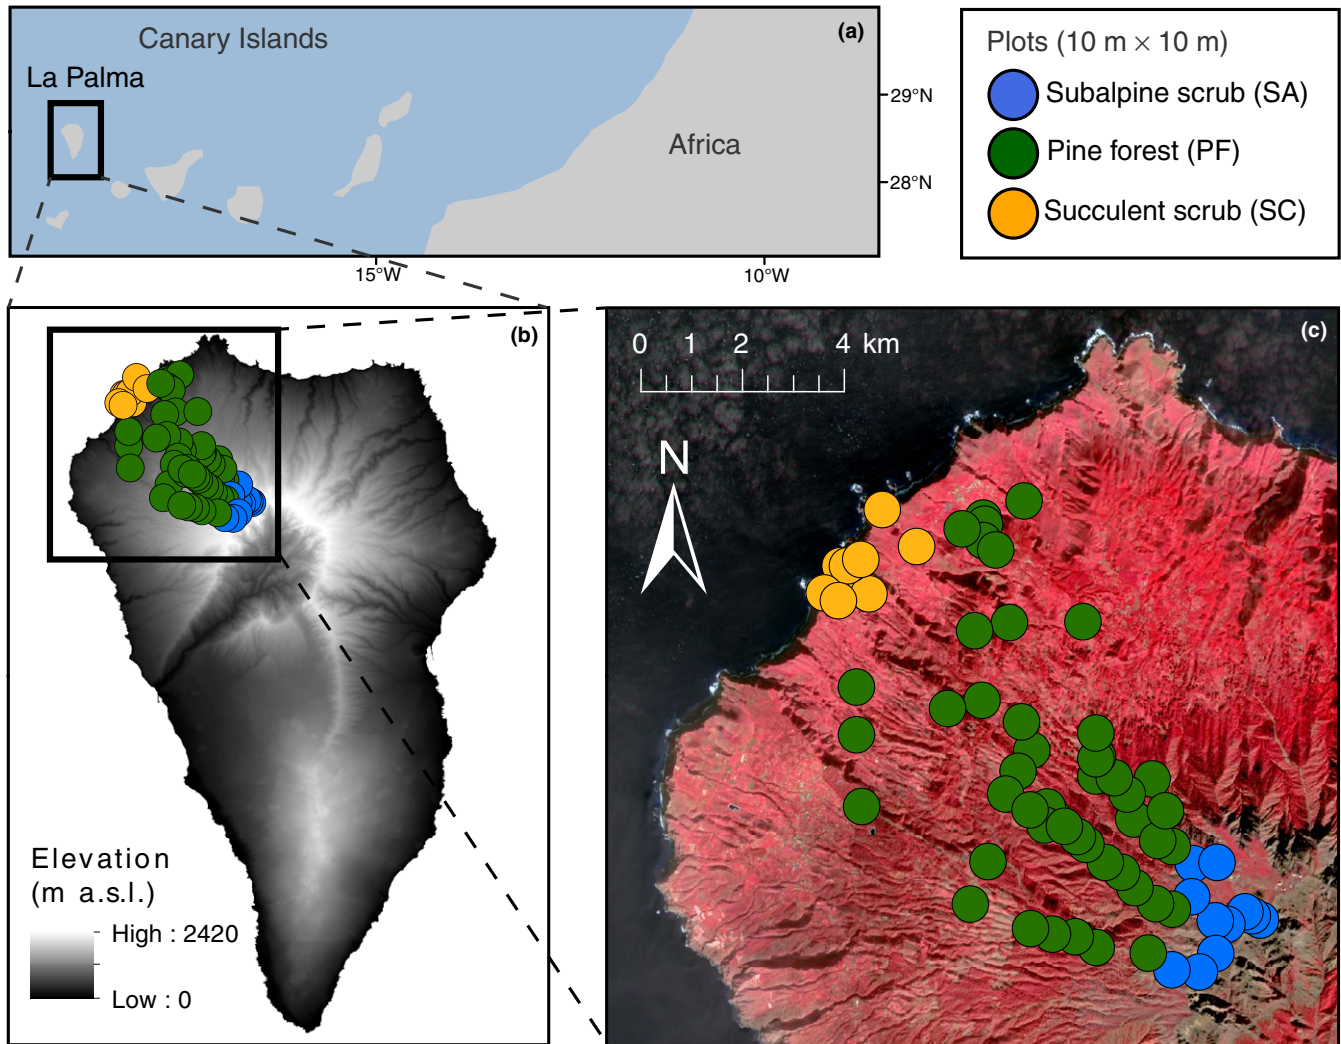 Canary Islands
(a)
La Palma
Africa
29°N
28°N
15°W
10°W
Plots (10 m × 10 m)
Subalpine scrub (SA)
Pine forest (PF)
Succulent scrub (SC)
(b)
Elevation
(m a.s.l.)
High : 2420
Low : 0
(c)
0 1 2 4 km
N